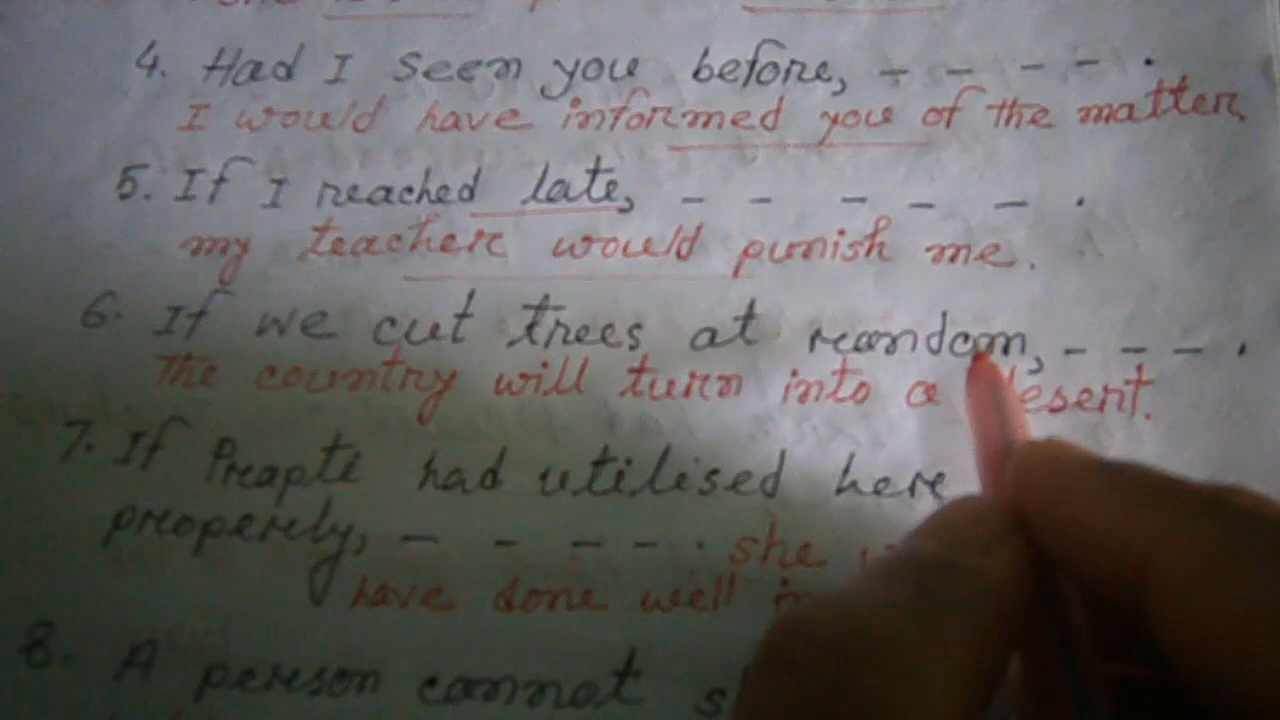 4. Had I seen you before, - - - - .
I would have informed you of the matter.
5. If I reached late, - - - - - .
my teacher would punish me.
6. If we cut trees at random, - - - .
The country will turn into a desert.
7. If Prapti had utilised her
properly, - - - - . she
have done well
8. A person cannot